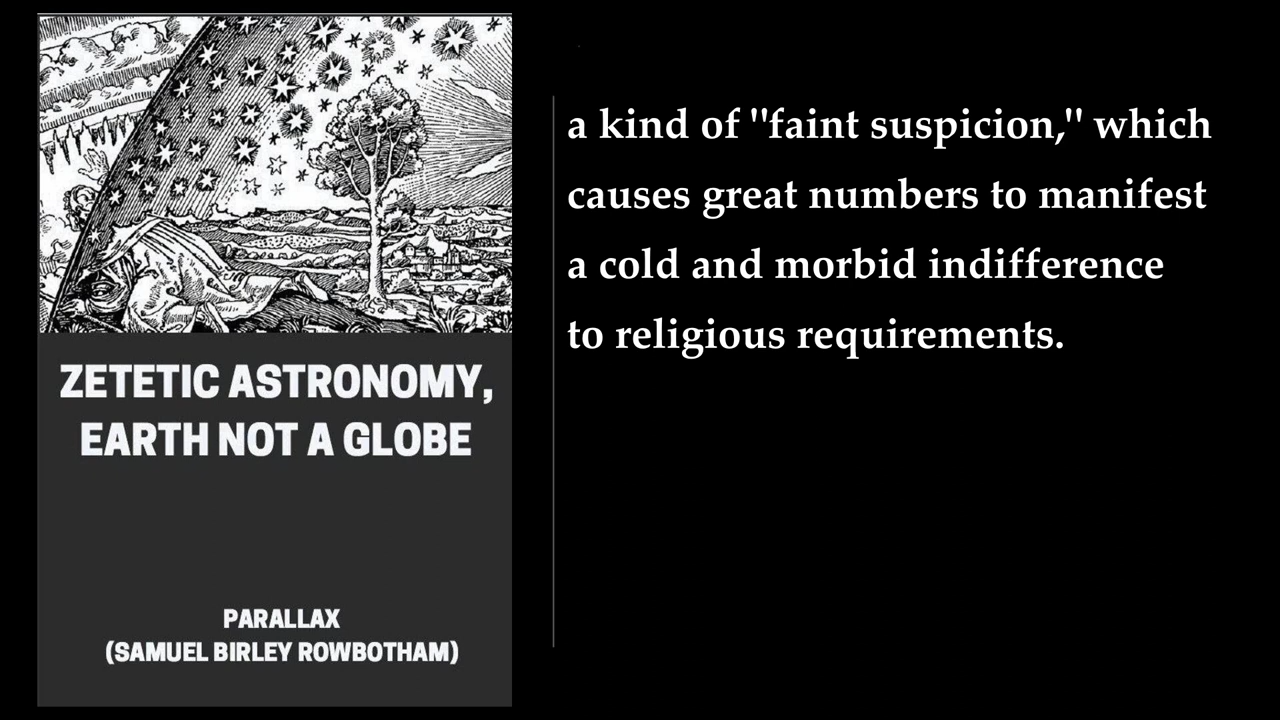 ZETETIC ASTRONOMY,
EARTH NOT A GLOBE
PARALLAX
(SAMUEL BIRLEY ROWBOTHAM)
a kind of "faint suspicion," which
causes great numbers to manifest
a cold and morbid indifference
to religious requirements.